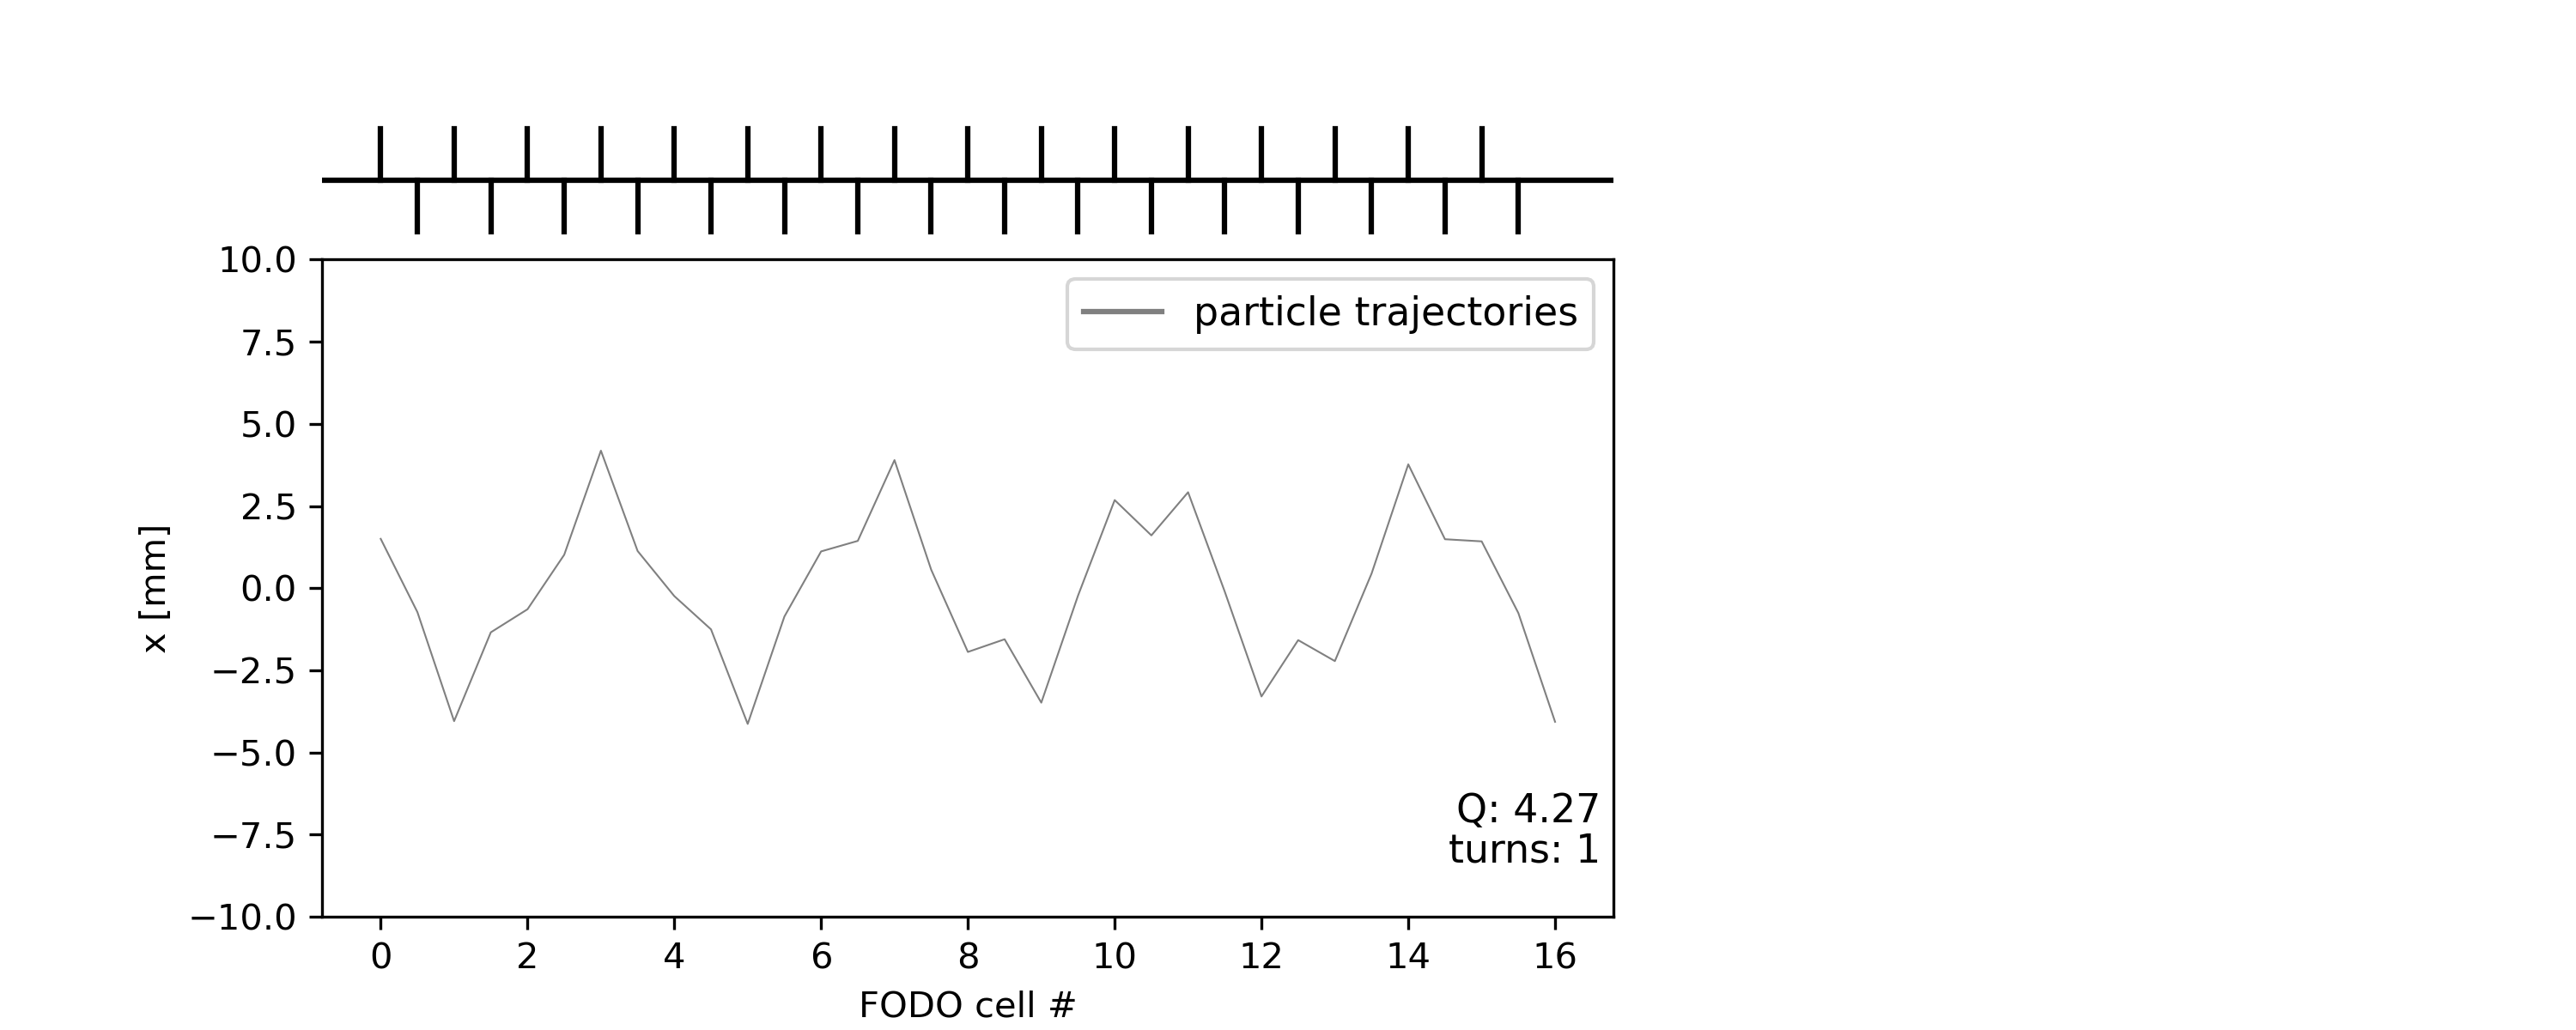 10.0
7.5
5.0
2.5
0.0
−2.5
−5.0
−7.5
−10.0
x [mm]
particle trajectories
Q: 4.27
turns: 1
0 2 4 6 8 10 12 14 16
FODO cell #